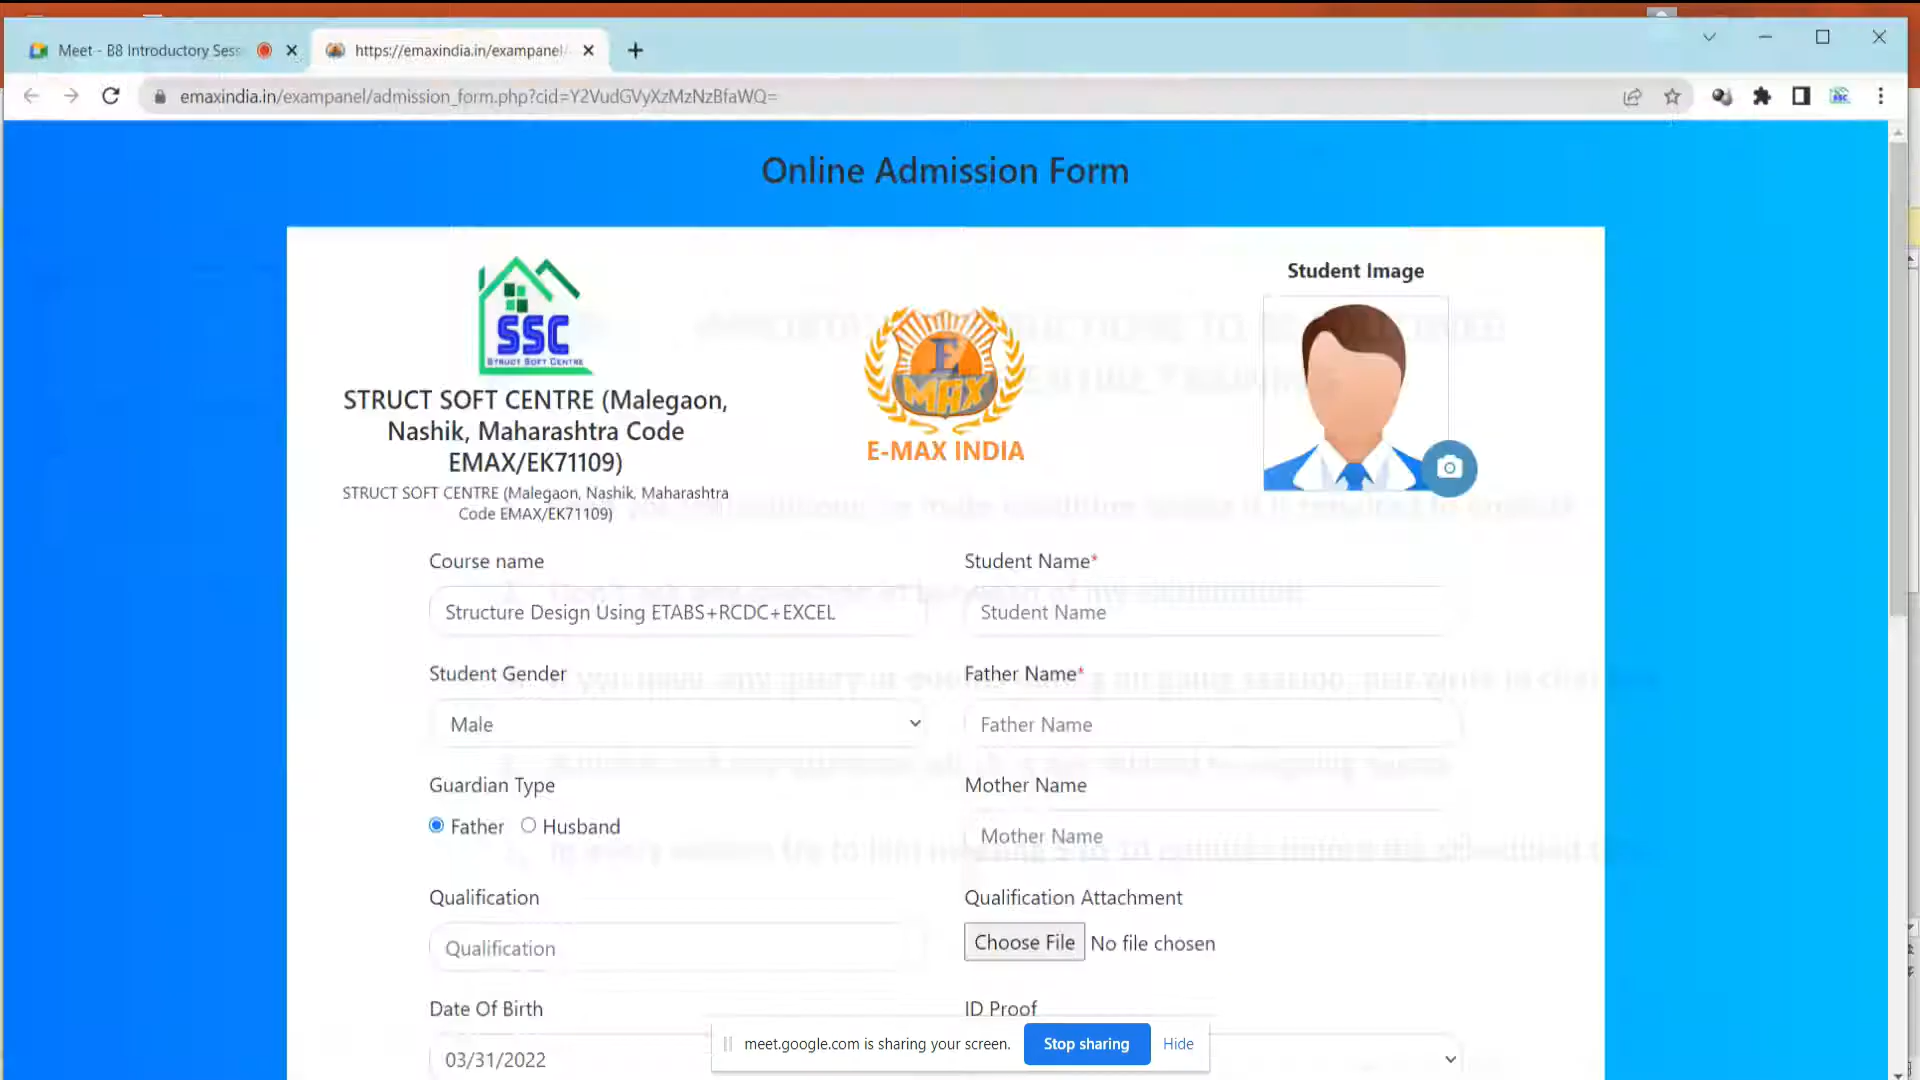 Meet - B8 Introductory Sess
https://emaxindia.in/exampanel/
emaxindia.in/exampanel/admission_form.php?cid=Y2VudGVyXzMzNzBfaWQ=
Online Admission Form
SSC
STRUCT SOFT CENTRE
STRUCT SOFT CENTRE (Malegaon,
Nashik, Maharashtra Code
EMAX/EK71109)
STRUCT SOFT CENTRE (Malegaon, Nashik, Maharashtra
Code EMAX/EK71109)
E
MAX
E-MAX INDIA
Student Image
Course name
Student Name*
Structure Design Using ETABS+RCDC+EXCEL
Student Name
Student Gender
Father Name*
Male
Father Name
Guardian Type
Mother Name
Father
Husband
Mother Name
Qualification
Qualification Attachment
Qualification
Choose File
No file chosen
Date Of Birth
ID Proof
03/31/2022
meet.google.com is sharing your screen.
Stop sharing
Hide